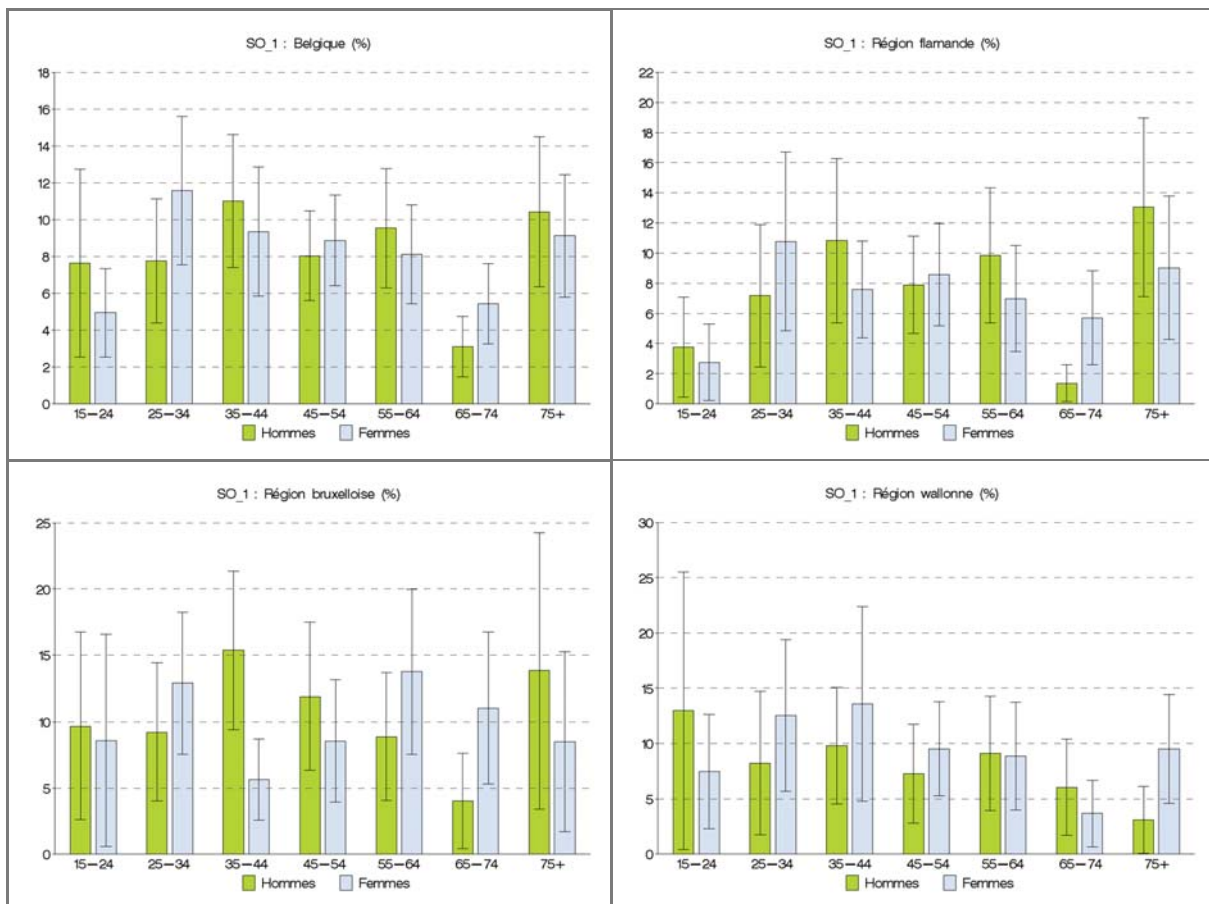 SO_1 : Belgique (%)
18
16
14
12
10
8
6
4
2
0
15-24 25-34 35-44 45-54 55-64 65-74 75+
Hommes Femmes
SO_1 : Région flamande (%)
22
20
18
16
14
12
10
8
6
4
2
0
15-24 25-34 35-44 45-54 55-64 65-74 75+
Hommes Femmes
SO_1 : Région bruxelloise (%)
25
20
15
10
5
0
15-24 25-34 35-44 45-54 55-64 65-74 75+
Hommes Femmes
SO_1 : Région wallonne (%)
30
25
20
15
10
5
0
15-24 25-34 35-44 45-54 55-64 65-74 75+
Hommes Femmes